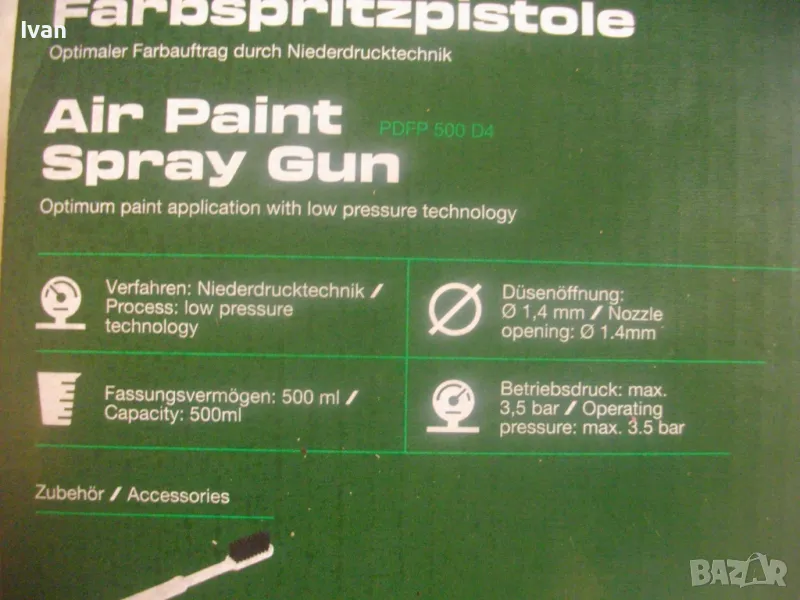 Ivan
Farbspritzpistole
Optimaler Farbauftrag durch Niederdrucktechnik
Air Paint
Spray Gun
PDFP 500 D4
Optimum paint application with low pressure technology
Verfahren: Niederdrucktechnik /
Process: low pressure
technology
Düsenöffnung:
Ø 1,4 mm / Nozzle
opening: Ø 1.4mm
Fassungsvermögen: 500 ml /
Capacity: 500ml
Betriebsdruck: max.
3,5 bar / Operating
pressure: max. 3.5 bar
Zubehör / Accessories
BAZAR